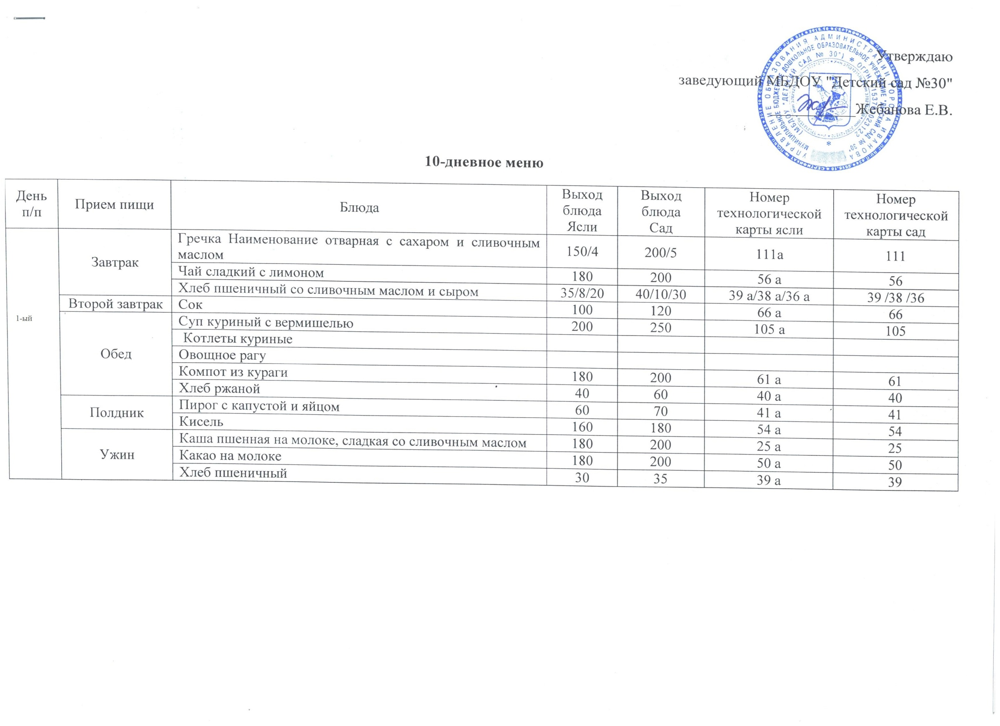 Утверждаю
заведующий МБДОУ "Детский сад №30"
Жебанова Е.В.
УПРАВЛЕНИЕ ОБРАЗОВАНИЯ АДМИНИСТРАЦИИ ГОРОДА ИВАНОВА
МУНИЦИПАЛЬНОЕ БЮДЖЕТНОЕ ДОШКОЛЬНОЕ ОБРАЗОВАТЕЛЬНОЕ УЧРЕЖДЕНИЕ "ДЕТСКИЙ САД № 30"
(МБДОУ "ДЕТСКИЙ САД № 30") * ОГРН
10-дневное меню
День п/п Прием пищи Блюда Выход блюда Ясли Выход блюда Сад Номер технологической карты ясли Номер технологической карты сад
1-ый
Завтрак
Гречка Наименование отварная с сахаром и сливочным
маслом 150/4 200/5 111а 111
Чай сладкий с лимоном 180 200 56 а 56
Хлеб пшеничный со сливочным маслом и сыром 35/8/20 40/10/30 39 а/38 а/36 а 39 /38 /36
Второй завтрак Сок 100 120 66 а 66
Обед
Суп куриный с вермишелью 200 250 105 а 105
Котлеты куриные
Овощное рагу
Компот из кураги 180 200 61 а 61
Хлеб ржаной 40 60 40 а 40
Полдник
Пирог с капустой и яйцом 60 70 41 а 41
Кисель 160 180 54 а 54
Ужин
Каша пшенная на молоке, сладкая со сливочным маслом 180 200 25 а 25
Какао на молоке 180 200 50 а 50
Хлеб пшеничный 30 35 39 а 39